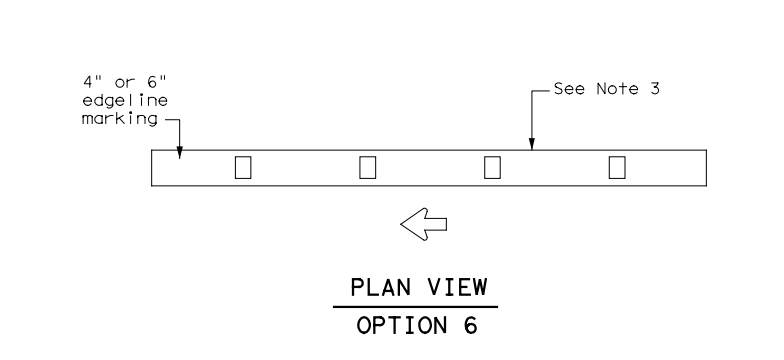 4" or 6"
edgeline
marking
See Note 3
PLAN VIEW
OPTION 6